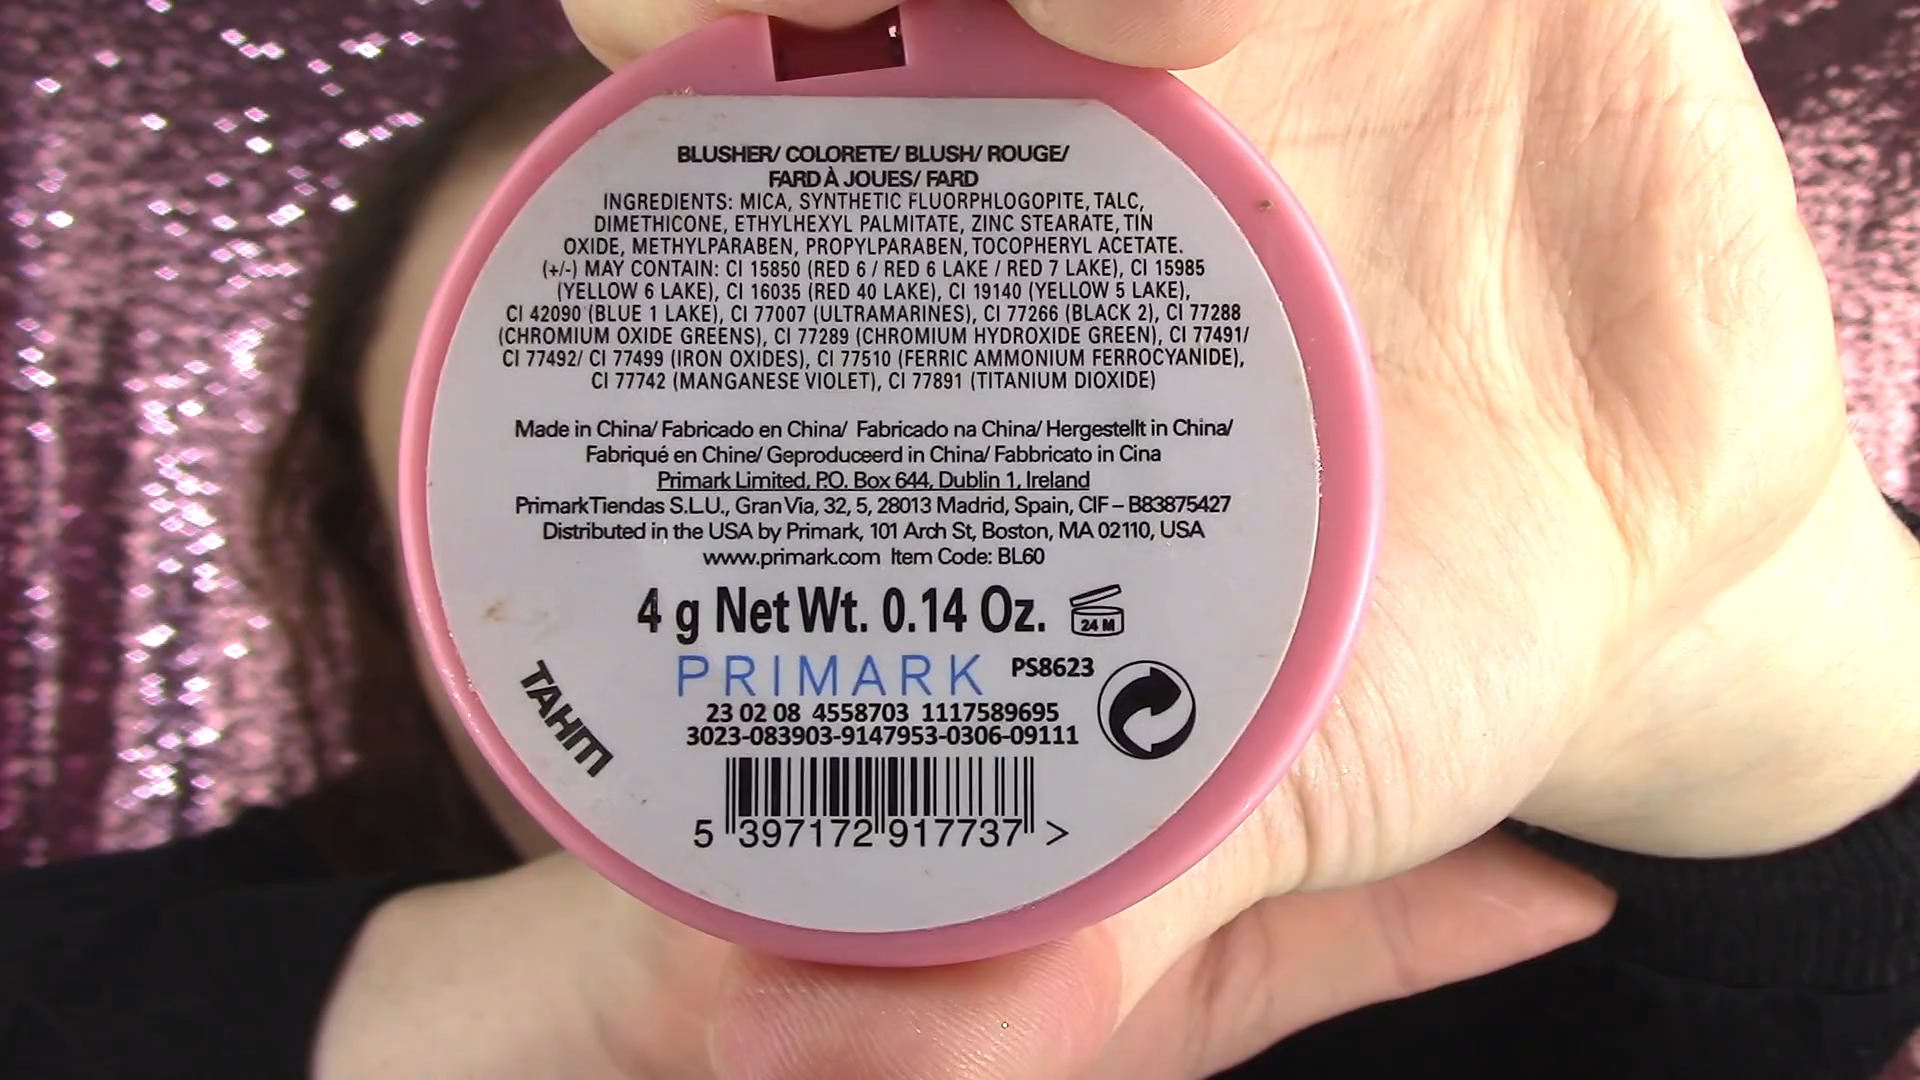 BLUSHER/ COLORETE/ BLUSH/ ROUGE/
FARD À JOUES/ FARD
INGREDIENTS: MICA, SYNTHETIC FLUORPHLOGOPITE, TALC,
DIMETHICONE, ETHYLHEXYL PALMITATE, ZINC STEARATE, TIN
OXIDE, METHYLPARABEN, PROPYLPARABEN, TOCOPHERYL ACETATE.
(+/-) MAY CONTAIN: CI 15850 (RED 6 / RED 6 LAKE / RED 7 LAKE), CI 15985
(YELLOW 6 LAKE), CI 16035 (RED 40 LAKE), CI 19140 (YELLOW 5 LAKE),
CI 42090 (BLUE 1 LAKE), CI 77007 (ULTRAMARINES), CI 77266 (BLACK 2), CI 77288
(CHROMIUM OXIDE GREENS), CI 77289 (CHROMIUM HYDROXIDE GREEN), CI 77491/
CI 77492/ CI 77499 (IRON OXIDES), CI 77510 (FERRIC AMMONIUM FERROCYANIDE),
CI 77742 (MANGANESE VIOLET), CI 77891 (TITANIUM DIOXIDE)
Made in China/ Fabricado en China/ Fabricado na China/ Hergestellt in China/
Fabriqué en Chine/ Geproduceerd in China/ Fabbricato in Cina
Primark Limited, P.O. Box 644, Dublin 1, Ireland
Primark Tiendas S.L.U., Gran Via, 32, 5, 28013 Madrid, Spain, CIF – B83875427
Distributed in the USA by Primark, 101 Arch St, Boston, MA 02110, USA
www.primark.com Item Code: BL60
4 g Net Wt. 0.14 Oz. 24 M
PRIMARK PS8623
23 02 08 4558703 1117589695
3023-083903-9147953-0306-09111
5 397172 917737 >